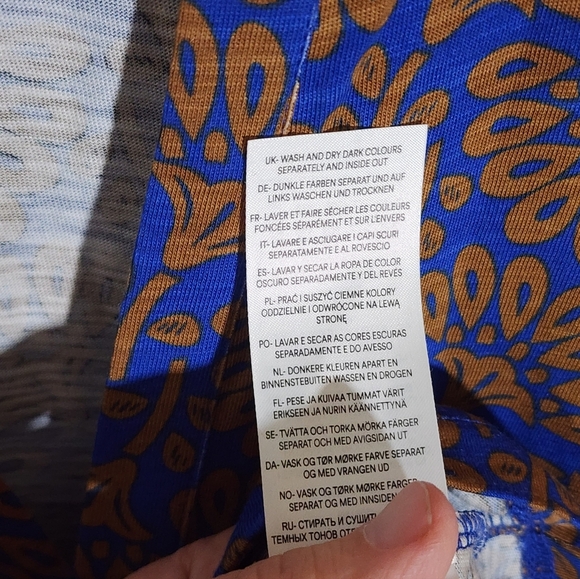 UK- WASH AND DRY DARK COLOURS
SEPARATELY AND INSIDE OUT
DE- DUNKLE FARBEN SEPARAT UND AUF
LINKS WASCHEN UND TROCKNEN
FR- LAVER ET FAIRE SÉCHER LES COULEURS
FONCÉES SÉPARÉMENT ET SUR L'ENVERS
IT- LAVARE E ASCIUGARE I CAPI SCURI
SEPARATAMENTE E AL ROVESCIO
ES- LAVAR Y SECAR LA ROPA DE COLOR
OSCURO SEPARADAMENTE Y DEL REVÉS
PL- PRAĆ I SUSZYĆ CIEMNE KOLORY
ODDZIELNIE I ODWRÓCONE NA LEWĄ
STRONĘ
PO- LAVAR E SECAR AS CORES ESCURAS
SEPARADAMENTE E DO AVESSO
NL- DONKERE KLEUREN APART EN
BINNENSTEBUITEN WASSEN EN DROGEN
FL- PESE JA KUIVAA TUMMAT VÄRIT
ERIKSEEN JA NURIN KÄÄNNETTYNÄ
SE- TVÄTTA OCH TORKA MÖRKA FÄRGER
SEPARAT OCH MED AVIGSIDAN UT
DA- VASK OG TØR MØRKE FARVE SEPARAT
OG MED VRANGEN UD
NO- VASK OG TØRK MØRKE FARGER
SEPARAT OG MED INNSIDEN
RU- СТИРАТЬ И СУШИТЬ
ТЕМНЫХ ТОНОВ